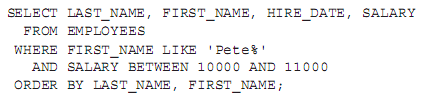 SELECT LAST_NAME, FIRST_NAME, HIRE_DATE, SALARY
FROM EMPLOYEES
WHERE FIRST_NAME LIKE 'Pete%'
AND SALARY BETWEEN 10000 AND 11000
ORDER BY LAST_NAME, FIRST_NAME;